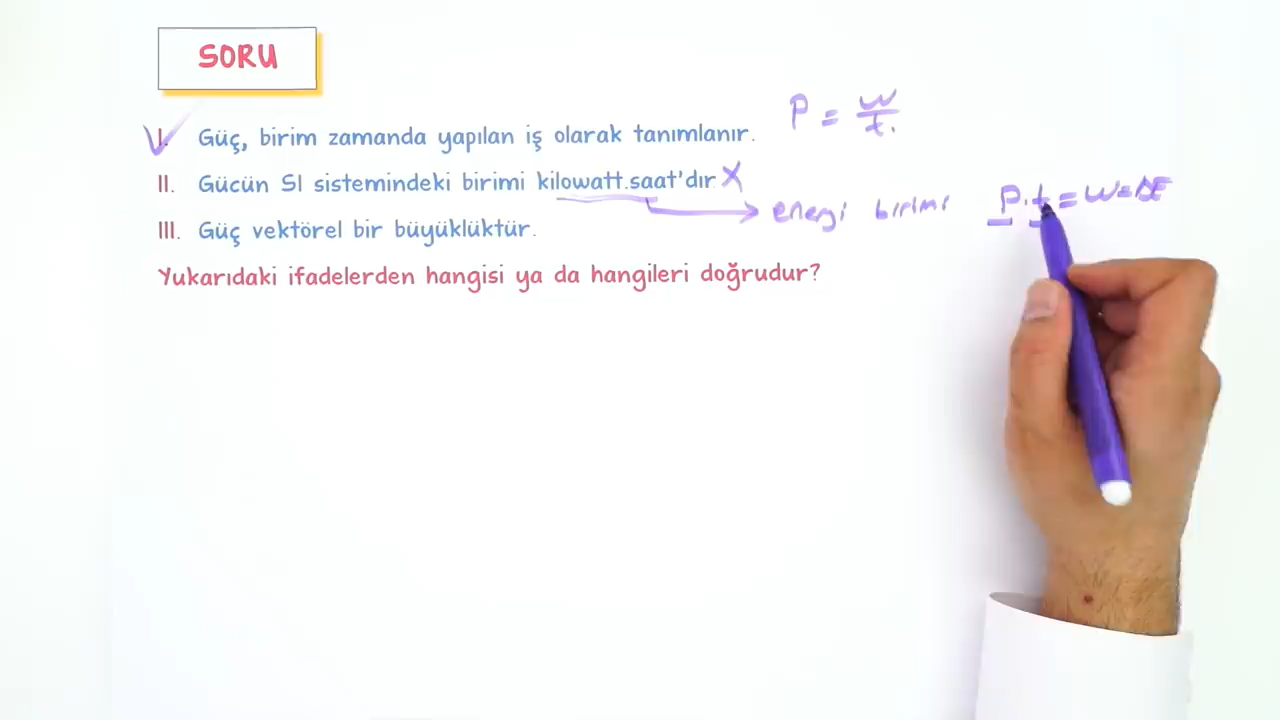 SORU
I. Güç, birim zamanda yapılan iş olarak tanımlanır.
P = W/t
II. Gücün SI sistemindeki birimi kilowatt.saat'dır X
energi birimi P.t = W = ΔE
III. Güç vektörel bir büyüklüktür.
Yukarıdaki ifadelerden hangisi ya da hangileri doğrudur?